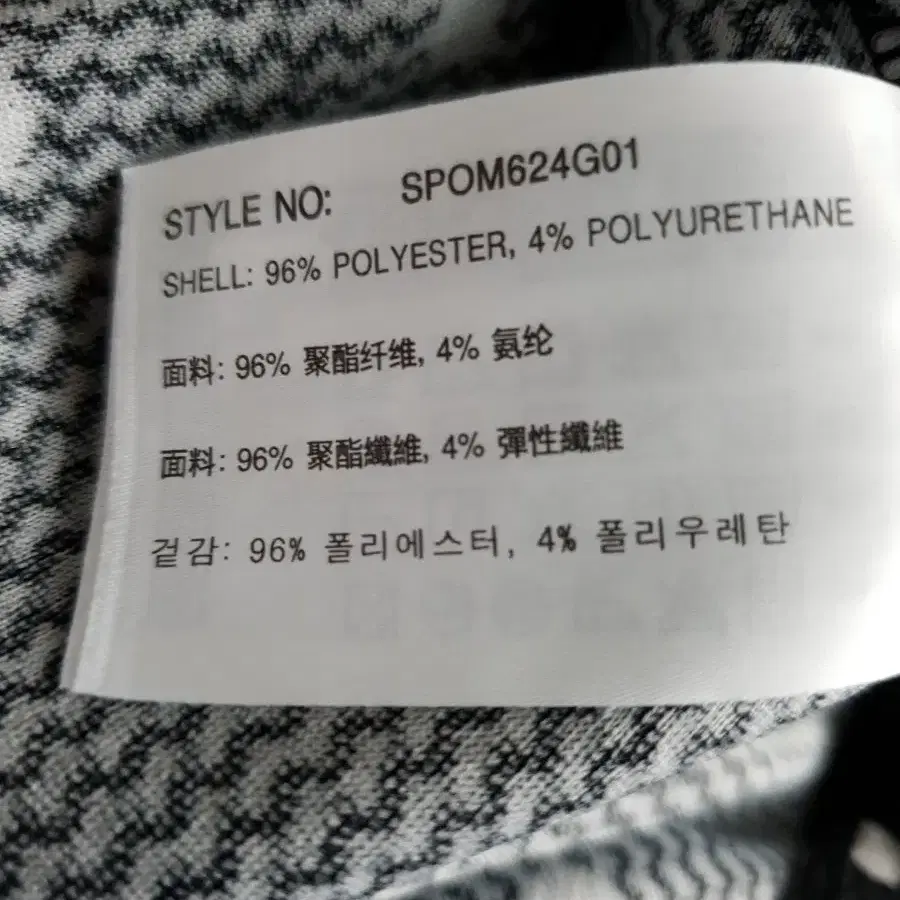 STYLE NO: SPOM624G01
SHELL: 96% POLYESTER, 4% POLYURETHANE
面料: 96% 聚酯纤维, 4% 氨纶
面料: 96% 聚酯纖維, 4% 彈性纖維
겉감: 96% 폴리에스터, 4% 폴리우레탄